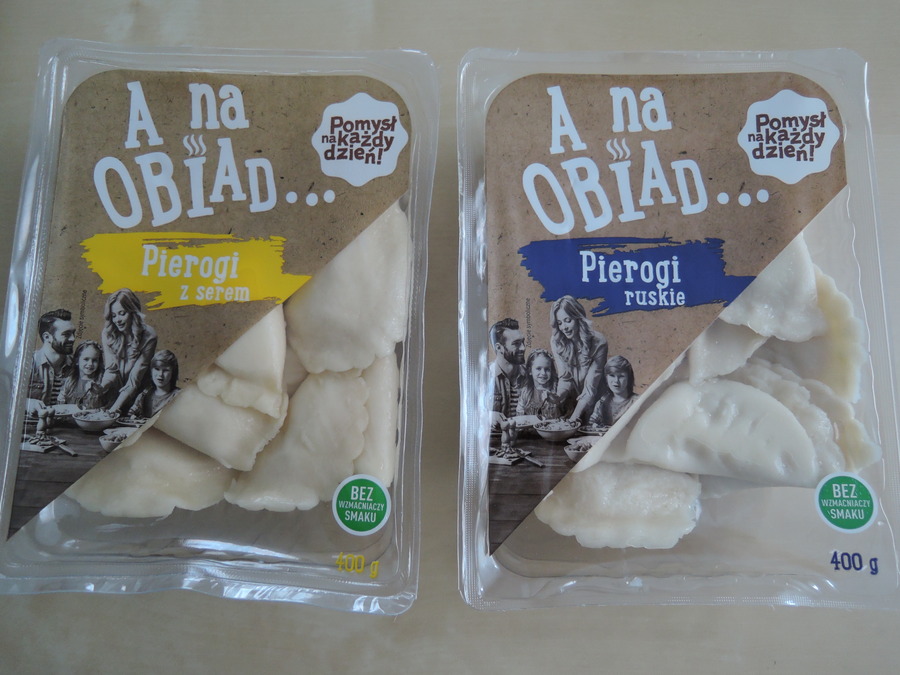 A na
OBIAD...
Pomysł
na każdy
dzień!
Pierogi
z serem
BEZ
WZMACNIACZY
SMAKU
400 g
A na
OBIAD...
Pomysł
na każdy
dzień!
Pierogi
ruskie
BEZ
WZMACNIACZY
SMAKU
400 g